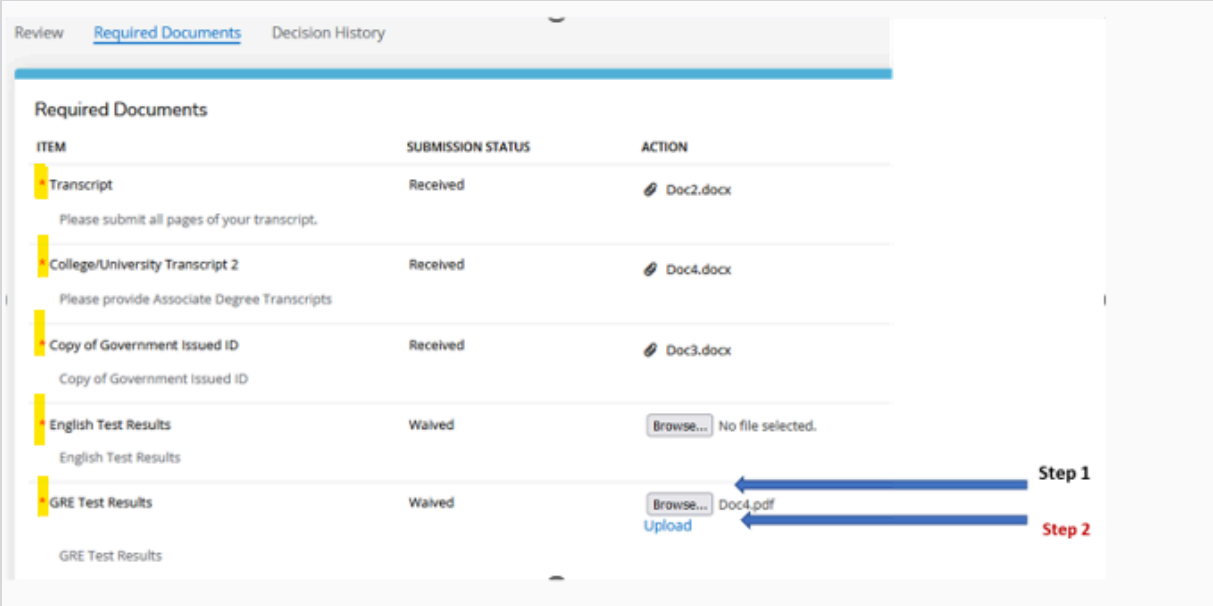 Review Required Documents Decision History
Required Documents
ITEM SUBMISSION STATUS ACTION
* Transcript Received Doc2.docx
Please submit all pages of your transcript.
* College/University Transcript 2 Received Doc4.docx
Please provide Associate Degree Transcripts
* Copy of Government Issued ID Received Doc3.docx
Copy of Government Issued ID
* English Test Results Waived Browse... No file selected.
English Test Results
Step 1
* GRE Test Results Waived Browse... Doc4.pdf
Upload
Step 2
GRE Test Results